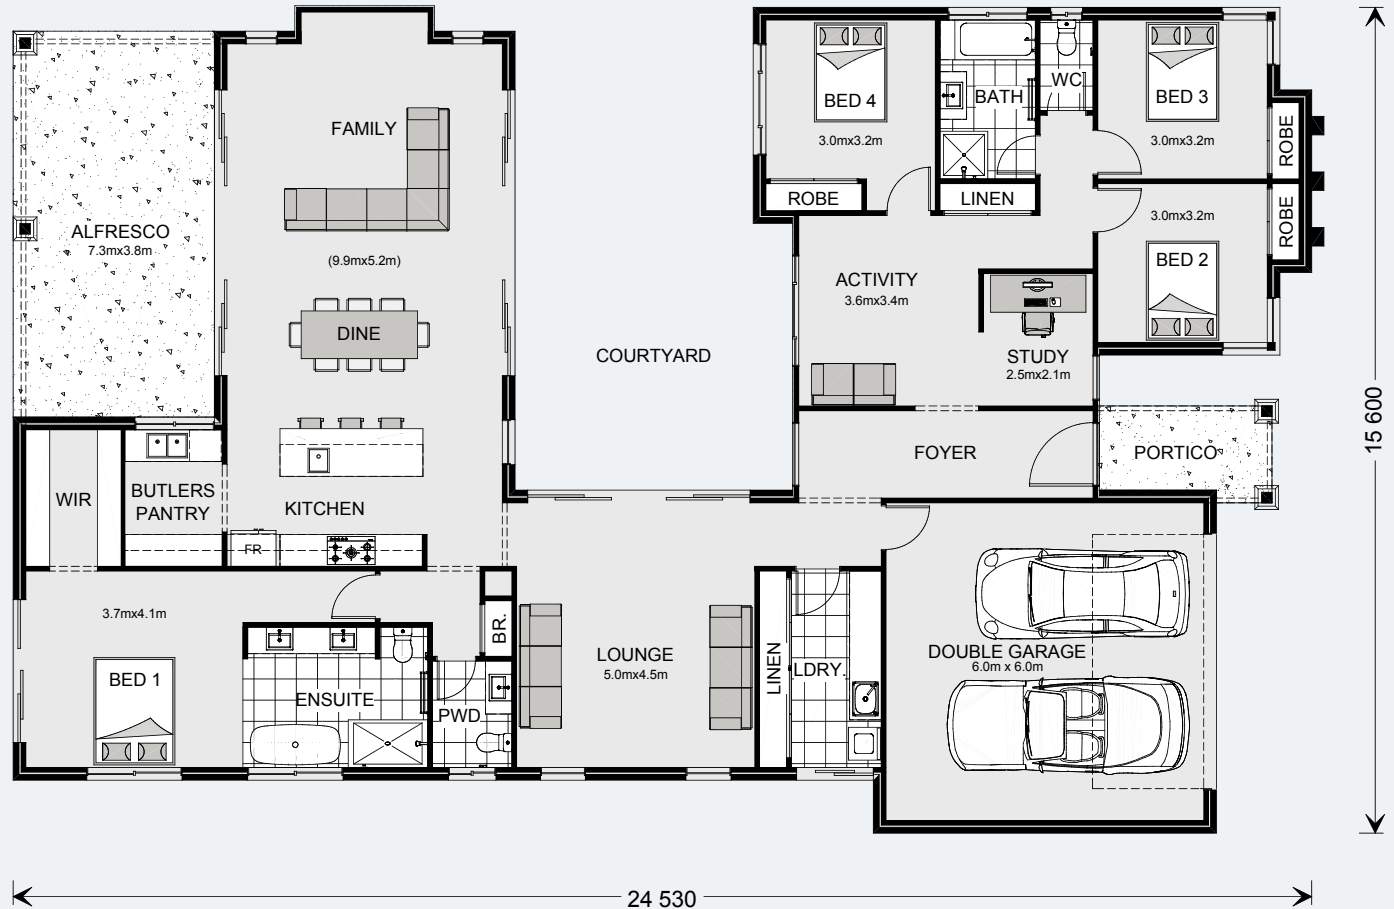 FAMILY
(9.9mx5.2m)
ALFRESCO
7.3mx3.8m
DINE
COURTYARD
BED 4
3.0mx3.2m
ROBE
BATH
WC
LINEN
BED 3
3.0mx3.2m
ROBE
ROBE
3.0mx3.2m
BED 2
ACTIVITY
3.6mx3.4m
STUDY
2.5mx2.1m
FOYER
PORTICO
WIR
BUTLERS
PANTRY
KITCHEN
FR
3.7mx4.1m
BED 1
ENSUITE
BR.
PWD
LOUNGE
5.0mx4.5m
LINEN
LDRY.
DOUBLE GARAGE
6.0m x 6.0m
15 600
24 530